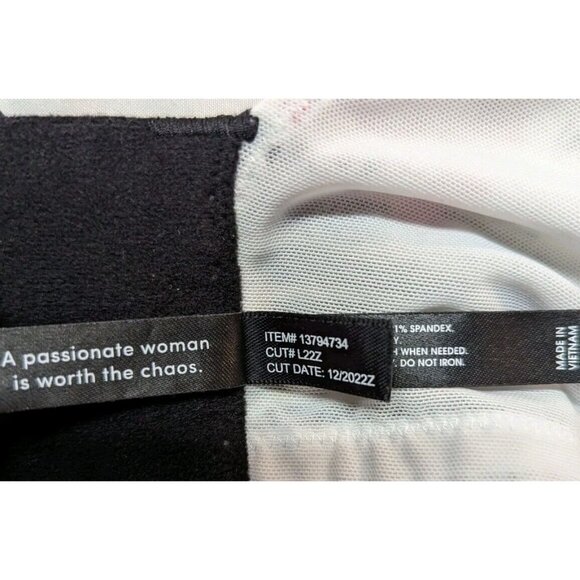 A passionate woman
is worth the chaos.
ITEM# 13794734
CUT# L22Z
CUT DATE: 12/2022Z
1% SPANDEX.
WHEN NEEDED.
DO NOT IRON.
MADE IN
VIETNAM